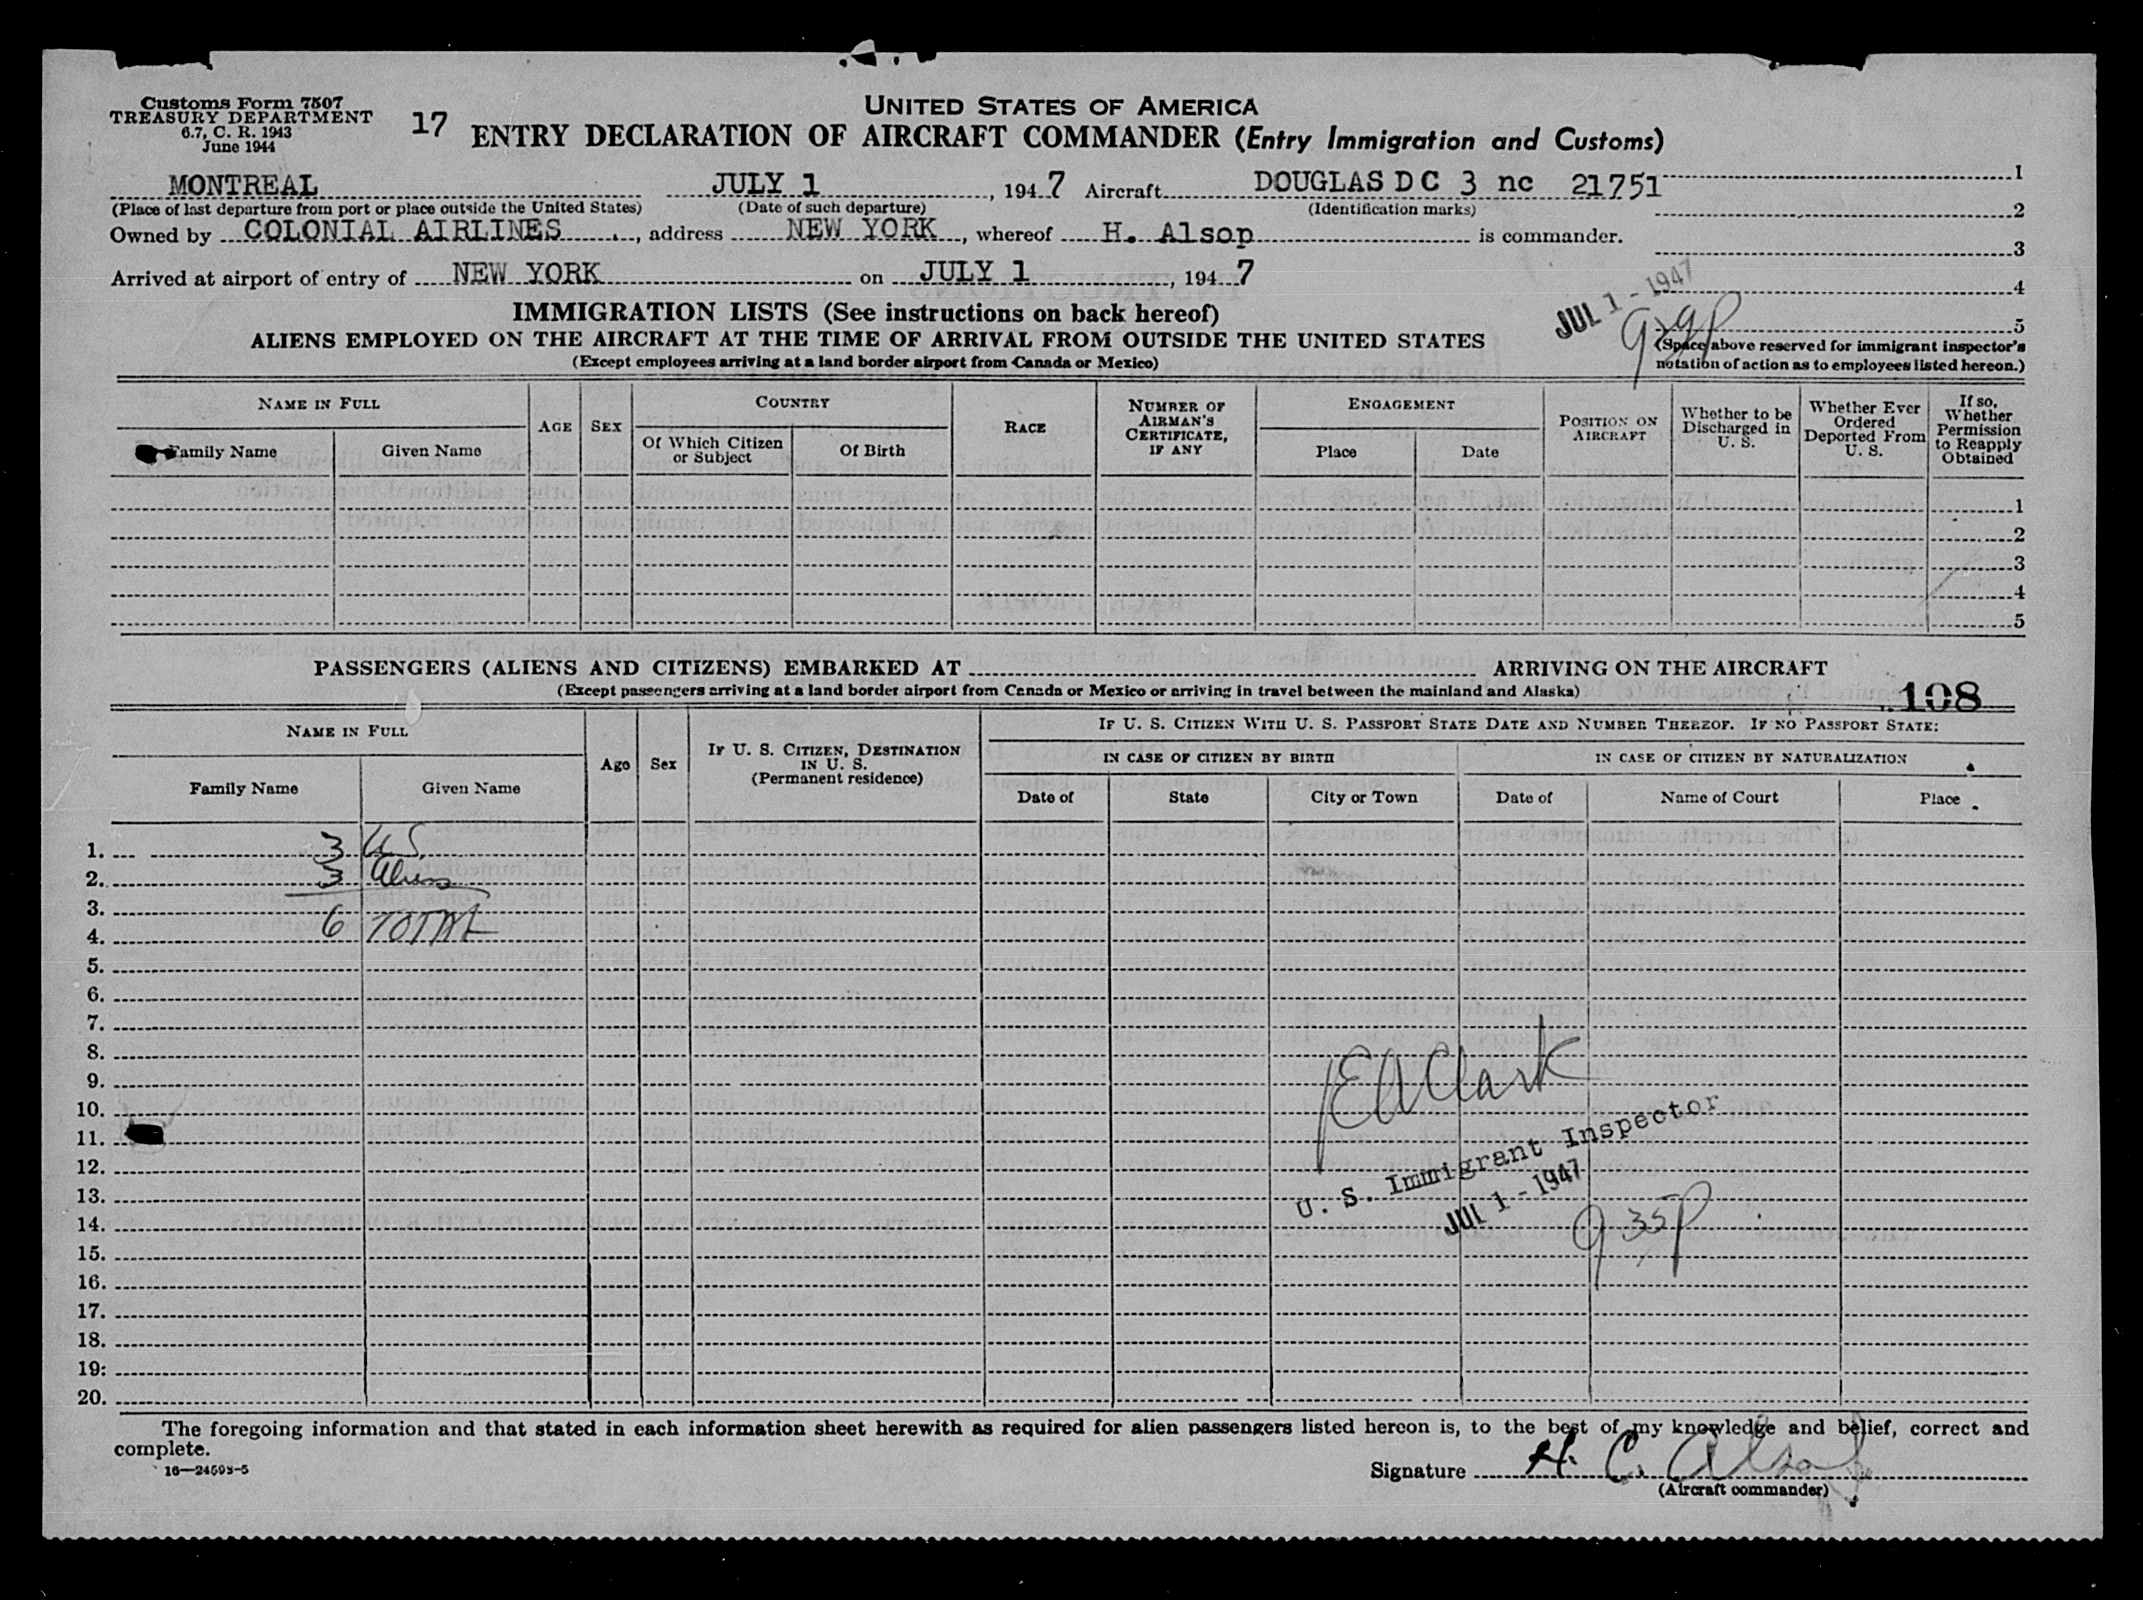 Customs Form 7507
TREASURY DEPARTMENT
6.7, C. R. 1943
June 1944
17
UNITED STATES OF AMERICA
ENTRY DECLARATION OF AIRCRAFT COMMANDER (Entry Immigration and Customs)
MONTREAL JULY 1, 1947 Aircraft DOUGLAS D C 3 nc 21751
(Place of last departure from port or place outside the United States) (Date of such departure) (Identification marks)
Owned by COLONIAL AIRLINES, address NEW YORK, whereof H. Alsop is commander.
Arrived at airport of entry of NEW YORK on JULY 1, 1947
1
2
3
4
5
JUL 1 - 1947
(Space above reserved for immigrant inspector's
notation of action as to employees listed hereon.)
IMMIGRATION LISTS (See instructions on back hereof)
ALIENS EMPLOYED ON THE AIRCRAFT AT THE TIME OF ARRIVAL FROM OUTSIDE THE UNITED STATES
(Except employees arriving at a land border airport from Canada or Mexico)
NAME IN FULL
Family Name
Given Name
AGE
SEX
COUNTRY
Of Which Citizen
or Subject
Of Birth
RACE
NUMBER OF
AIRMAN'S
CERTIFICATE,
IF ANY
ENGAGEMENT
Place
Date
POSITION ON
AIRCRAFT
Whether to be
Discharged in
U. S.
Whether Ever
Ordered
Deported From
U. S.
If so,
Whether
Permission
to Reapply
Obtained
1
2
3
4
5
PASSENGERS (ALIENS AND CITIZENS) EMBARKED AT ARRIVING ON THE AIRCRAFT
(Except passengers arriving at a land border airport from Canada or Mexico or arriving in travel between the mainland and Alaska)
108
NAME IN FULL
Family Name
Given Name
Age
Sex
IF U. S. CITIZEN, DESTINATION
IN U. S.
(Permanent residence)
IF U. S. CITIZEN WITH U. S. PASSPORT STATE DATE AND NUMBER THEREOF. IF NO PASSPORT STATE:
IN CASE OF CITIZEN BY BIRTH
Date of
State
City or Town
IN CASE OF CITIZEN BY NATURALIZATION
Date of
Name of Court
Place
1. 3 US.
2. 3 Aliens
3.
4. 6 TOTAL
5.
6.
7.
8.
9.
10.
11.
12.
13.
14.
15.
16.
17.
18.
19.
20.
EA Clark
U. S. Immigrant Inspector
JUL 1 - 1947
9 35 P
The foregoing information and that stated in each information sheet herewith as required for alien passengers listed hereon is, to the best of my knowledge and belief, correct and
complete.
16—24593-5
Signature H. C. Alsop
(Aircraft commander)